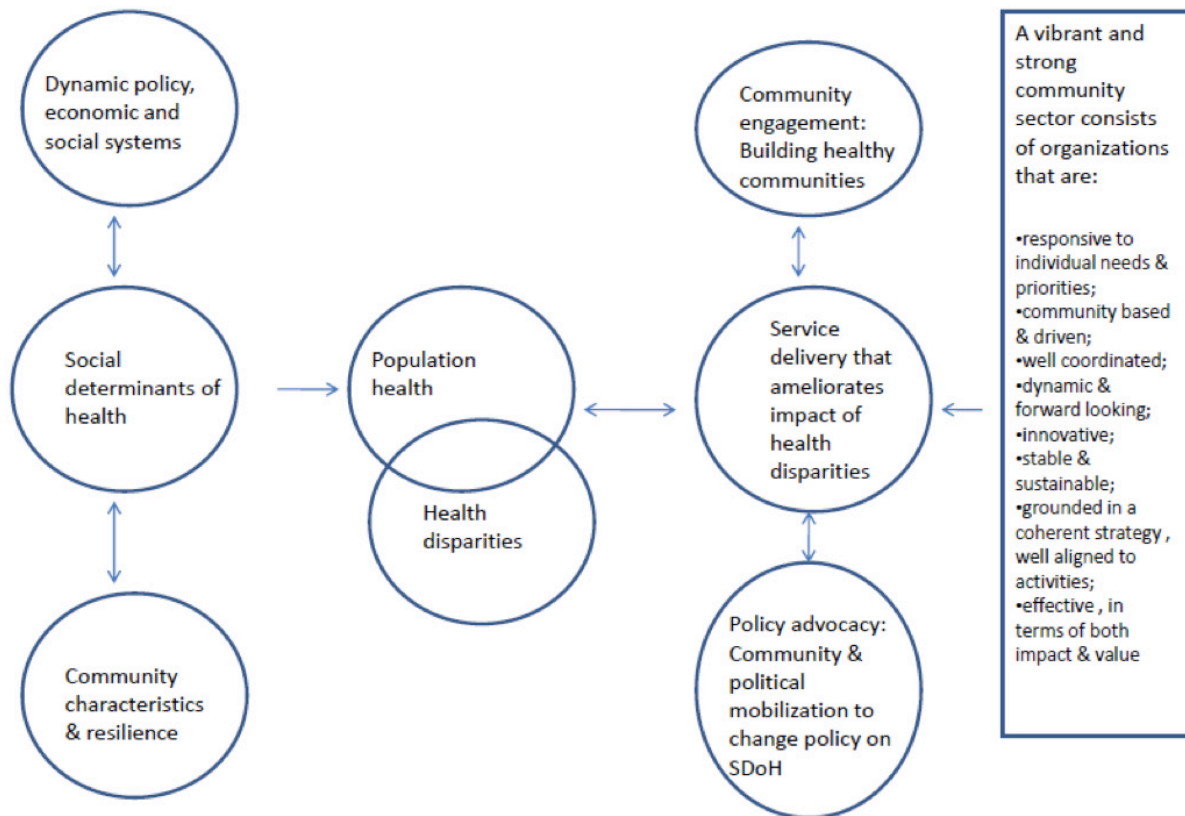 Dynamic policy,
economic and
social systems
Social
determinants of
health
Community
characteristics
& resilience
Population
health
Health
disparities
Community
engagement:
Building healthy
communities
Service
delivery that
ameliorates
impact of
health
disparities
Policy advocacy:
Community &
political
mobilization to
change policy on
SDoH
A vibrant and
strong
community
sector consists
of organizations
that are:
•responsive to
individual needs &
priorities;
•community based
& driven;
•well coordinated;
•dynamic &
forward looking;
•innovative;
•stable &
sustainable;
•grounded in a
coherent strategy ,
well aligned to
activities;
•effective , in
terms of both
impact & value